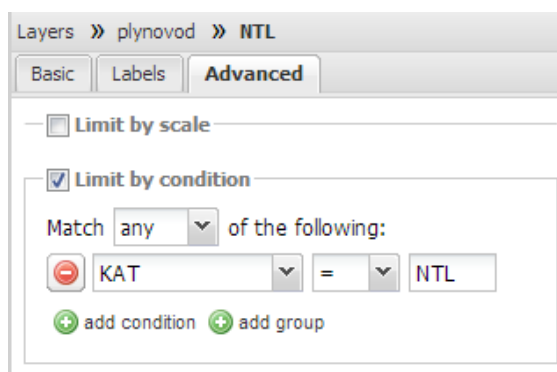 Layers » plynovod » NTL
Basic Labels Advanced
Limit by scale
Limit by condition
Match any of the following:
KAT = NTL
add condition add group